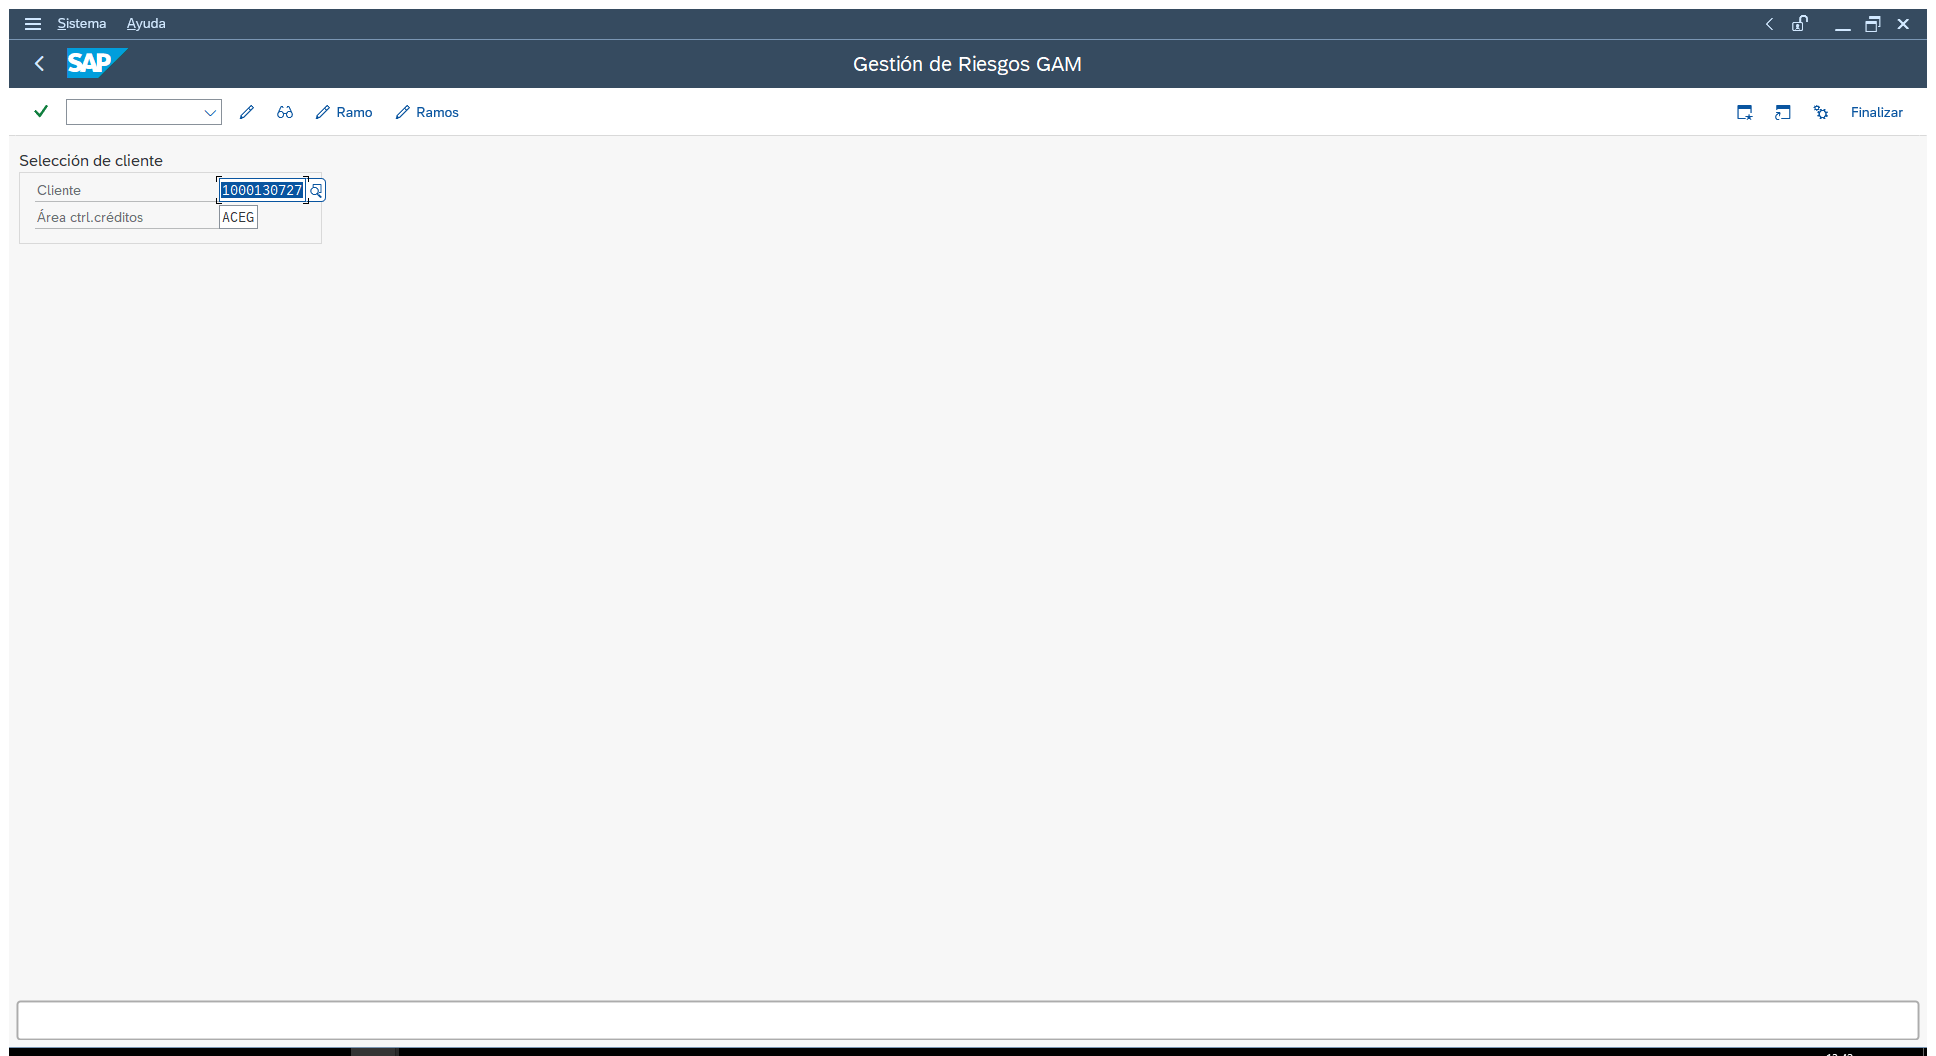 Sistema Ayuda
SAP Gestión de Riesgos GAM
Ramo Ramos Finalizar
Selección de cliente
Cliente 1000130727
Área ctrl.créditos ACEG